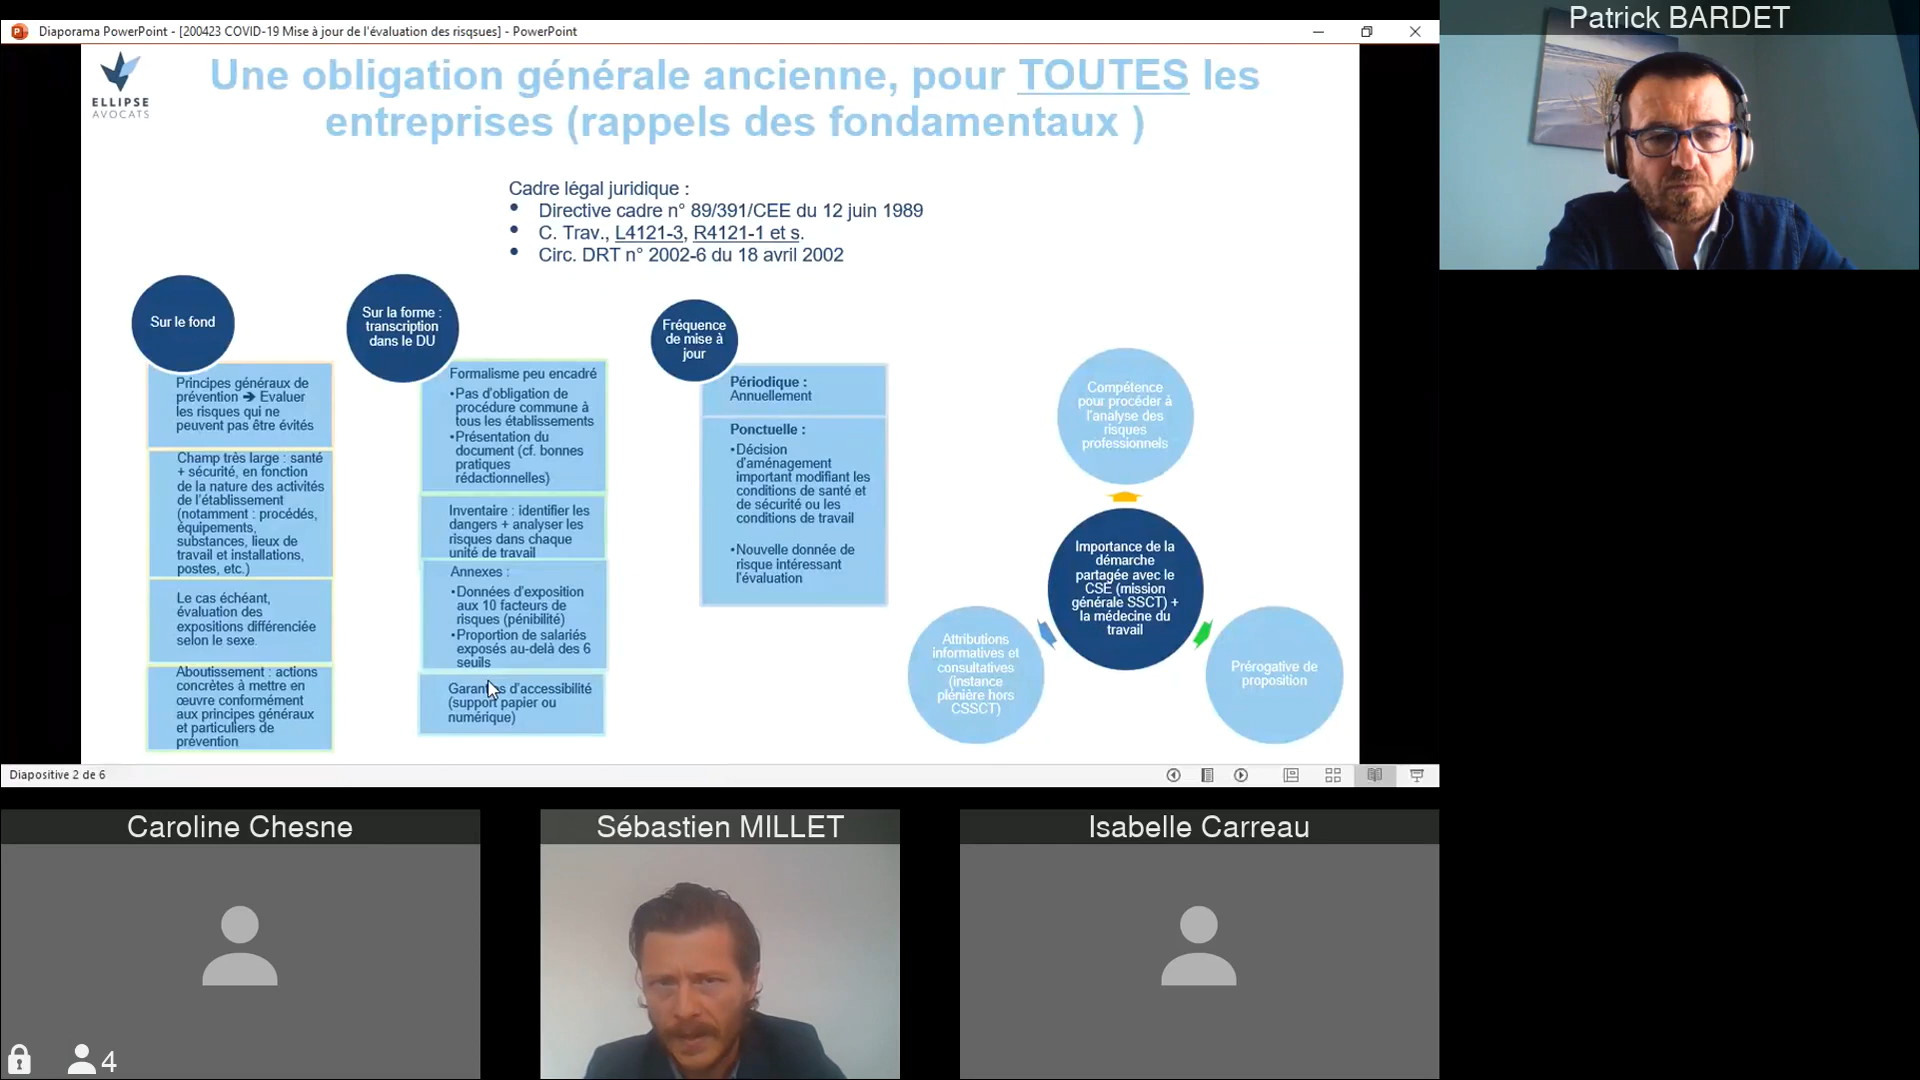 Diaporama PowerPoint - [200423 COVID-19 Mise à jour de l'évaluation des risqsues] - PowerPoint
Patrick BARDET
ELLIPSE
AVOCATS
Une obligation générale ancienne, pour TOUTES les
entreprises (rappels des fondamentaux )
Cadre légal juridique :
• Directive cadre n° 89/391/CEE du 12 juin 1989
• C. Trav., L4121-3, R4121-1 et s.
• Circ. DRT n° 2002-6 du 18 avril 2002
Sur le fond
Principes généraux de
prévention ➔ Evaluer
les risques qui ne
peuvent pas être évités
Champ très large : santé
+ sécurité, en fonction
de la nature des activités
de l'établissement
(notamment : procédés,
équipements,
substances, lieux de
travail et installations,
postes, etc.)
Le cas échéant,
évaluation des
expositions différenciée
selon le sexe.
Aboutissement : actions
concrètes à mettre en
œuvre conformément
aux principes généraux
et particuliers de
prévention
Sur la forme :
transcription
dans le DU
Formalisme peu encadré
•Pas d'obligation de
procédure commune à
tous les établissements
•Présentation du
document (cf. bonnes
pratiques
rédactionnelles)
Inventaire : identifier les
dangers + analyser les
risques dans chaque
unité de travail
Annexes :
•Données d'exposition
aux 10 facteurs de
risques (pénibilité)
•Proportion de salariés
exposés au-delà des 6
seuils
Garanties d'accessibilité
(support papier ou
numérique)
Fréquence
de mise à
jour
Périodique :
Annuellement
Ponctuelle :
•Décision
d'aménagement
important modifiant les
conditions de santé et
de sécurité ou les
conditions de travail
•Nouvelle donnée de
risque intéressant
l'évaluation
Compétence
pour procéder à
l'analyse des
risques
professionnels
Importance de la
démarche
partagée avec le
CSE (mission
générale SSCT) +
la médecine du
travail
Attributions
informatives et
consultatives
(instance
plénière hors
CSSCT)
Prérogative de
proposition
Diapositive 2 de 6
Caroline Chesne
Sébastien MILLET
Isabelle Carreau
4